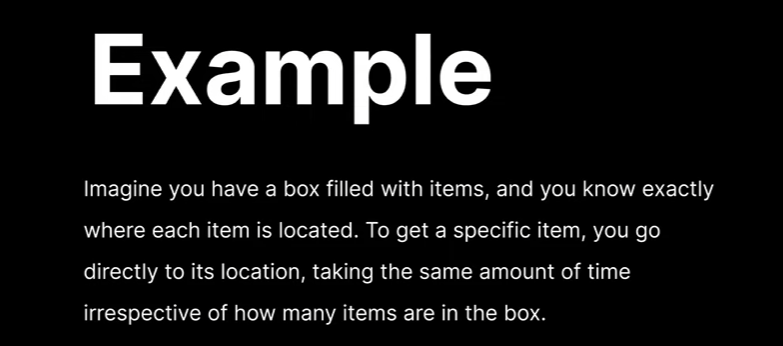 Example
Imagine you have a box filled with items, and you know exactly
where each item is located. To get a specific item, you go
directly to its location, taking the same amount of time
irrespective of how many items are in the box.